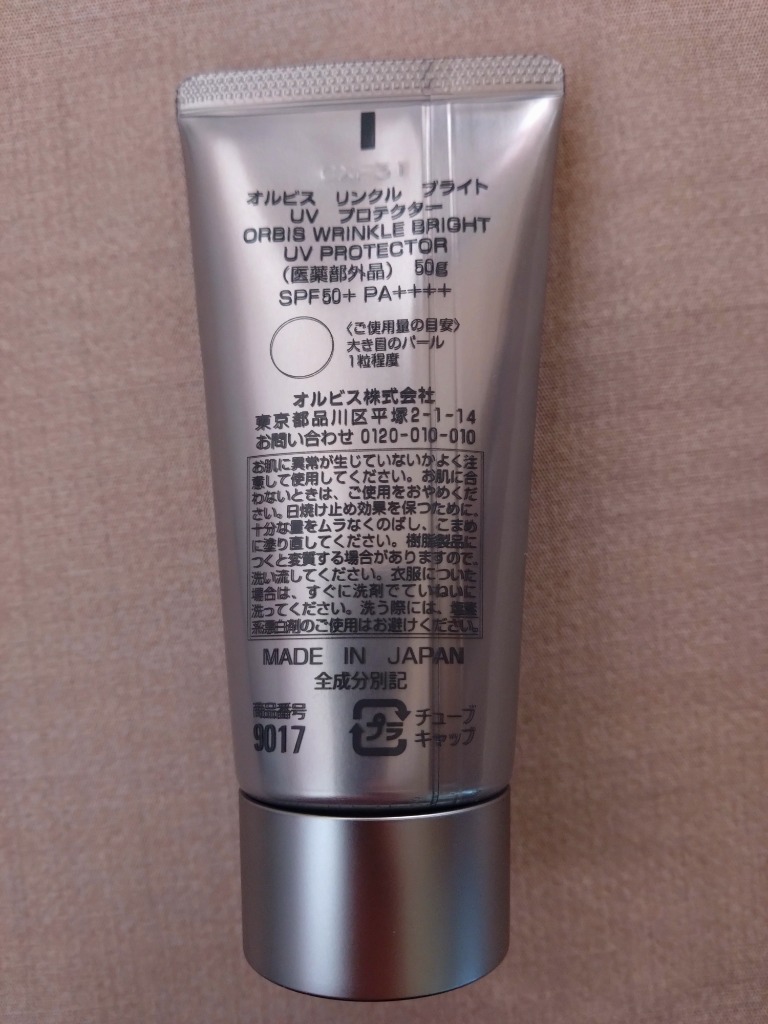 オルビス リンクル ブライト
UV プロテクター
ORBIS WRINKLE BRIGHT
UV PROTECTOR
(医薬部外品) 50g
SPF50+ PA++++
〈ご使用量の目安〉
大き目のパール
1粒程度
オルビス株式会社
東京都品川区平塚2-1-14
お問い合わせ 0120-010-010
お肌に異常が生じていないかよく注
意して使用してください。お肌に合
わないときは、ご使用をおやめくだ
さい。日焼け止め効果を保つために、
十分な量をムラなくのばし、こまめ
に塗り直してください。樹脂製品に
つくと変質する場合がありますので、
洗い流してください。衣服についた
場合は、すぐに洗剤でていねいに
洗ってください。洗う際には、塩素
系漂白剤のご使用はお避けください。
MADE IN JAPAN
全成分別記
商品番号
9017
プラ
チューブ
キャップ